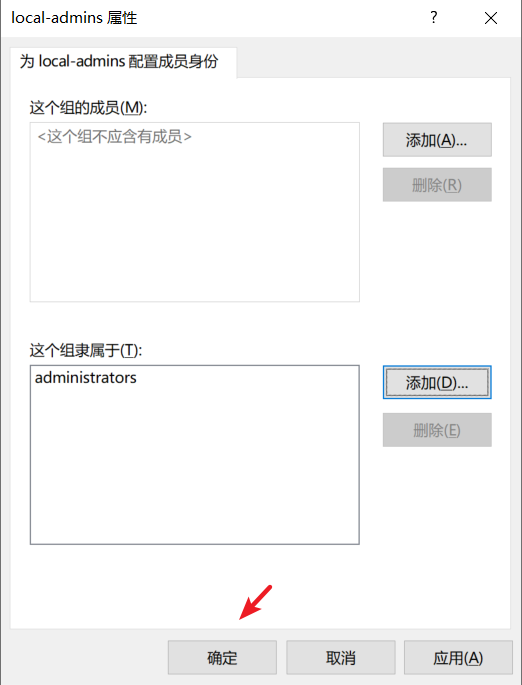 local-admins 属性
?
为 local-admins 配置成员身份
这个组的成员(M):
<这个组不应含有成员>
添加(A)...
删除(R)
这个组隶属于(T):
administrators
添加(D)...
删除(E)
确定
取消
应用(A)